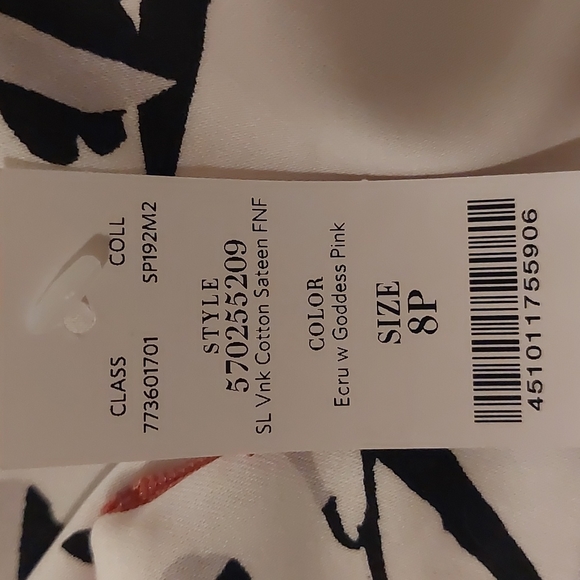 CLASS COLL
773601701 SP192M2
STYLE
570255209
SL Vnk Cotton Sateen FNF
COLOR
Ecru w Goddess Pink
SIZE
8P
451011755906